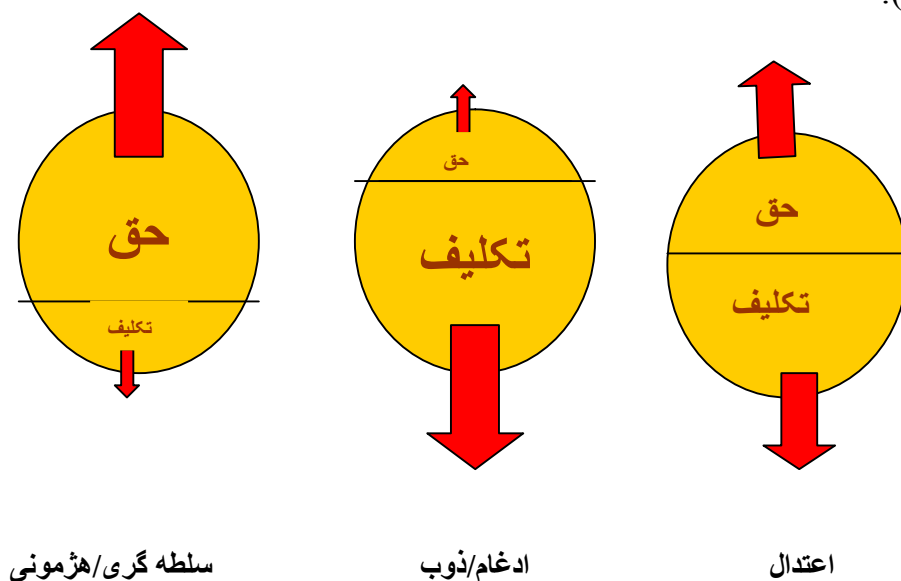 ):
حق
تکلیف
حق
تکلیف
حق
تکلیف
اعتدال
ادغام/ذوب
سلطه گری/هژمونی